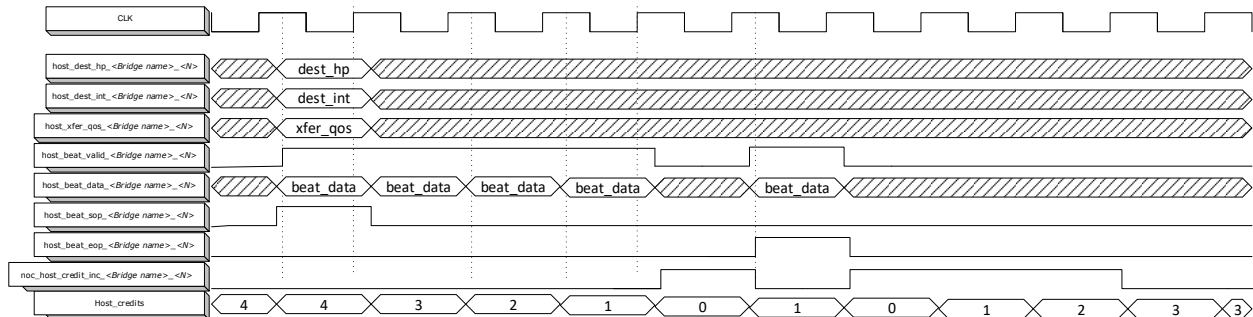 CLK
host_dest_hp_<Bridge name>_<N> dest_hp
host_dest_int_<Bridge name>_<N> dest_int
host_xfer_qos_<Bridge name>_<N> xfer_qos
host_beat_valid_<Bridge name>_<N>
host_beat_data_<Bridge name>_<N> beat_data beat_data beat_data beat_data beat_data
host_beat_sop_<Bridge name>_<N>
host_beat_eop_<Bridge name>_<N>
noc_host_credit_inc_<Bridge name>_<N>
Host_credits 4 4 3 2 1 0 1 0 1 2 3 3